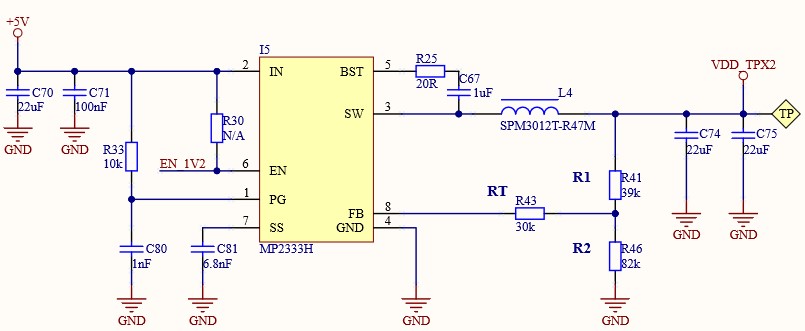 +5V
VDD_TPX2
I5
2 IN
BST 5
R25
20R
C67
1uF
C70
22uF
C71
100nF
R30
N/A
SW 3
L4
SPM3012T-R47M
TP
C74
22uF
C75
22uF
GND
GND
R33
10k
EN_1V2
6 EN
1 PG
R1
R41
39k
RT
R43
30k
FB 8
7 SS
GND 4
MP2333H
GND
GND
C80
1nF
C81
6.8nF
R2
R46
82k
GND
GND
GND
GND